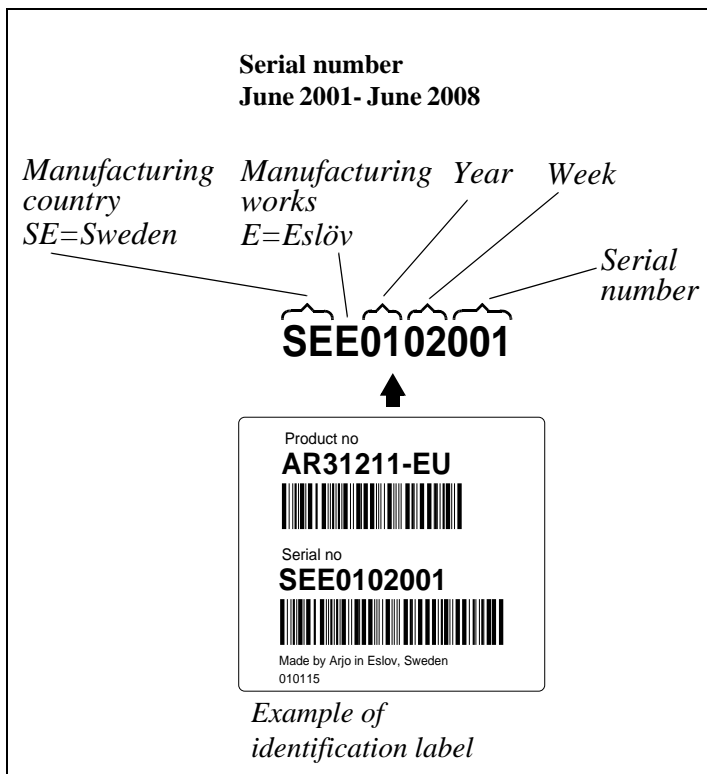 Serial number
June 2001- June 2008
Manufacturing country SE=Sweden
Manufacturing works E=Eslöv
Year
Week
Serial number
SEE0102001
Product no
AR31211-EU
Serial no
SEE0102001
Made by Arjo in Eslov, Sweden
010115
Example of
identification label